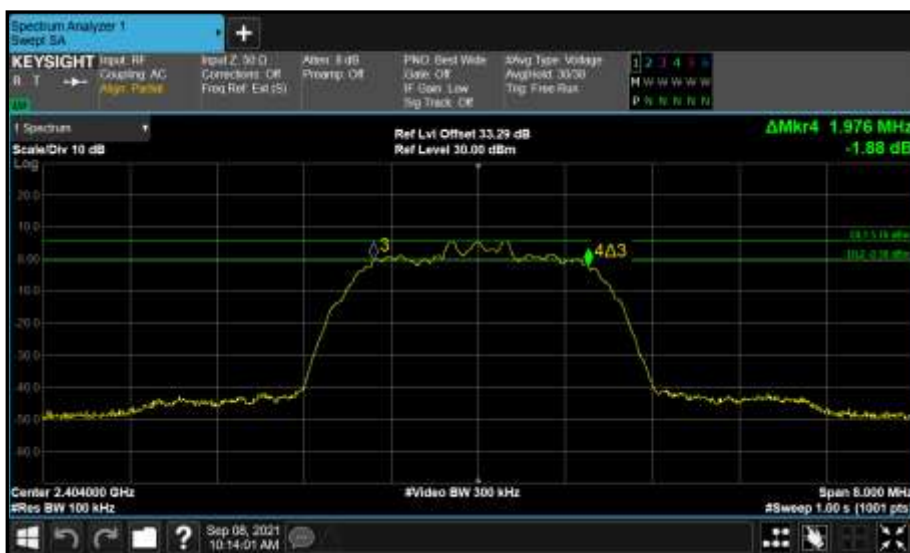 Spectrum Analyzer 1
Swept SA
+
KEYSIGHT Input: RF
R T Coupling: AC
Align: Partial
Input Z: 50 Ω
Corrections: Off
Freq Ref: Ext (S)
Atten: 8 dB
Preamp: Off
PNO: Best Wide
Gate: Off
IF Gain: Low
Sig Track: Off
#Avg Type: Voltage
Avg|Hold: 30/30
Trig: Free Run
1 2 3 4 5 6
M W W W W W
P N N N N N
1 Spectrum
Scale/Div 10 dB
Ref Lvl Offset 33.29 dB
Ref Level 30.00 dBm
ΔMkr4 1.976 MHz
-1.88 dB
Log
20.0
10.0
0.00
-10.0
-20.0
-30.0
-40.0
-50.0
-60.0
3
4Δ3
Center 2.404000 GHz
#Res BW 100 kHz
#Video BW 300 kHz
Span 8.000 MHz
#Sweep 1.00 s (1001 pts)
?
Sep 08, 2021
10:14:01 AM